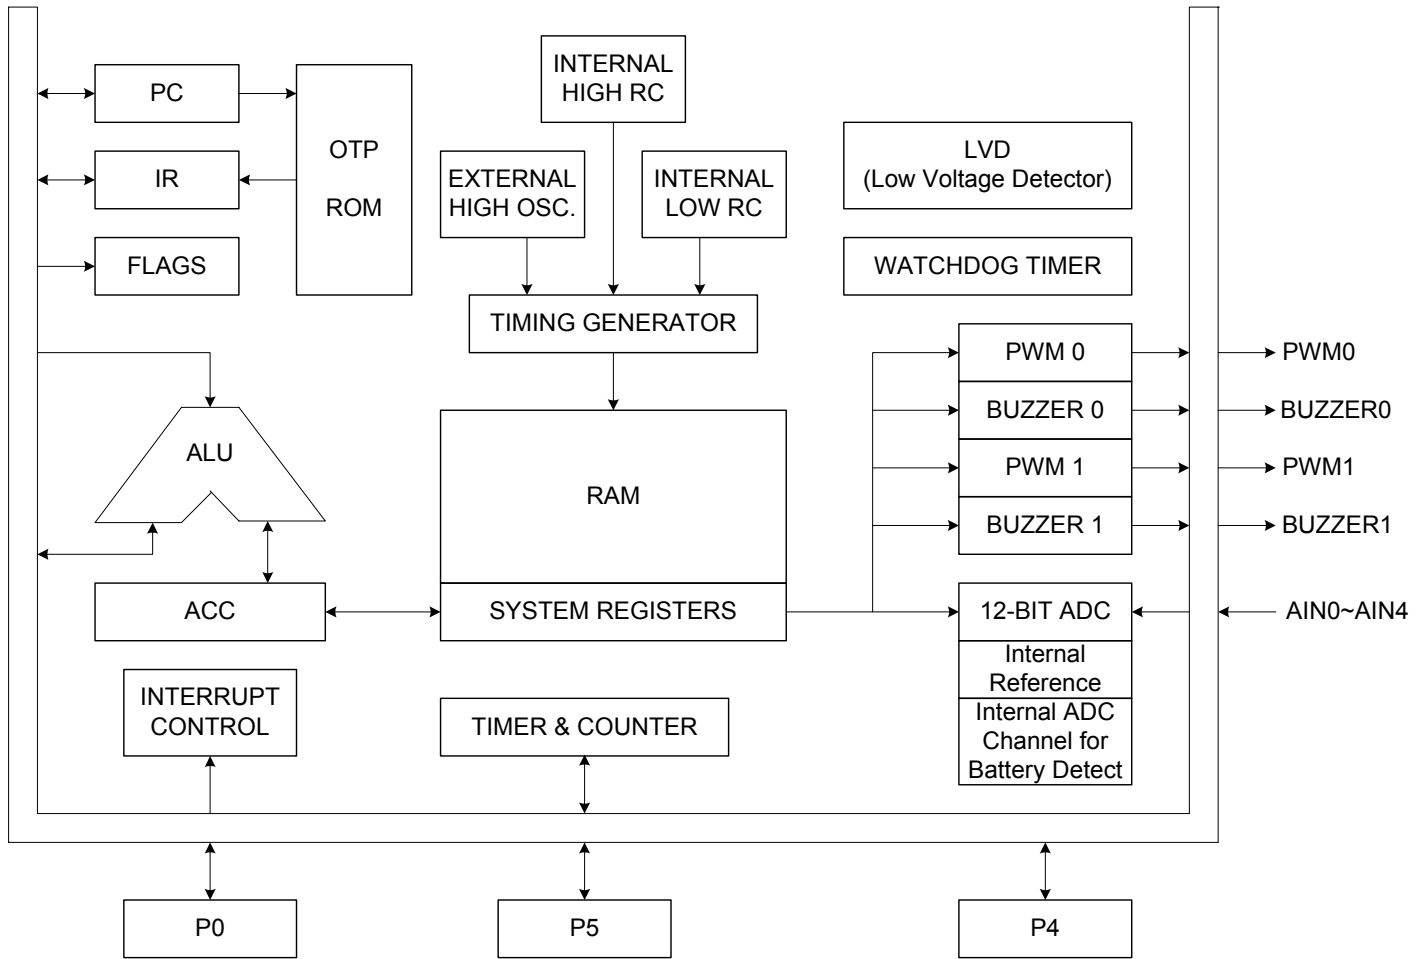 PC
IR
FLAGS
OTP
ROM
INTERNAL
HIGH RC
EXTERNAL
HIGH OSC.
INTERNAL
LOW RC
TIMING GENERATOR
LVD
(Low Voltage Detector)
WATCHDOG TIMER
ALU
ACC
RAM
SYSTEM REGISTERS
PWM 0
BUZZER 0
PWM 1
BUZZER 1
PWM0
BUZZER0
PWM1
BUZZER1
12-BIT ADC
AIN0~AIN4
Internal
Reference
Internal ADC
Channel for
Battery Detect
INTERRUPT
CONTROL
TIMER & COUNTER
P0
P5
P4